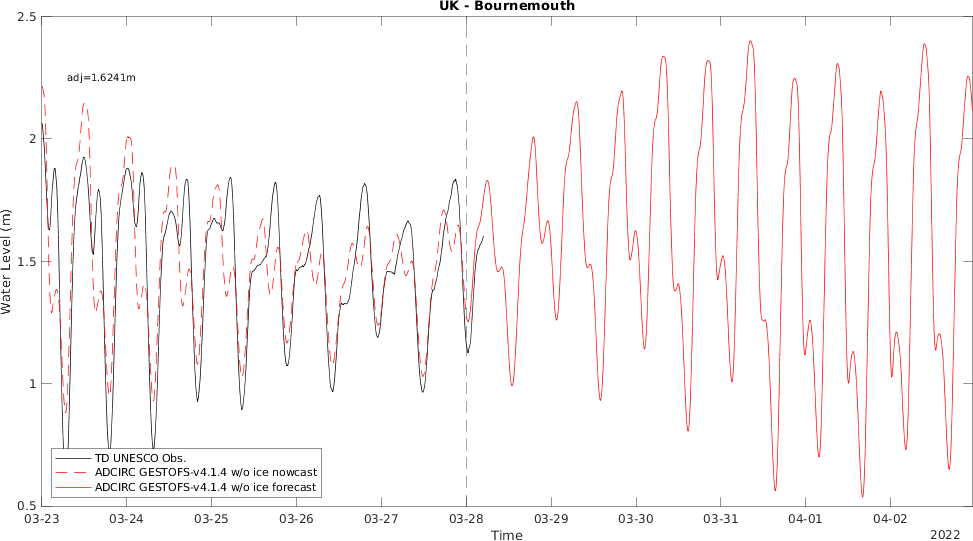 UK - Bournemouth
2.5
adj=1.6241m
2
1.5
1
0.5
Water Level (m)
TD UNESCO Obs.
ADCIRC GESTOFS-v4.1.4 w/o ice nowcast
ADCIRC GESTOFS-v4.1.4 w/o ice forecast
03-23 03-24 03-25 03-26 03-27 03-28 03-29 03-30 03-31 04-01 04-02
Time
2022